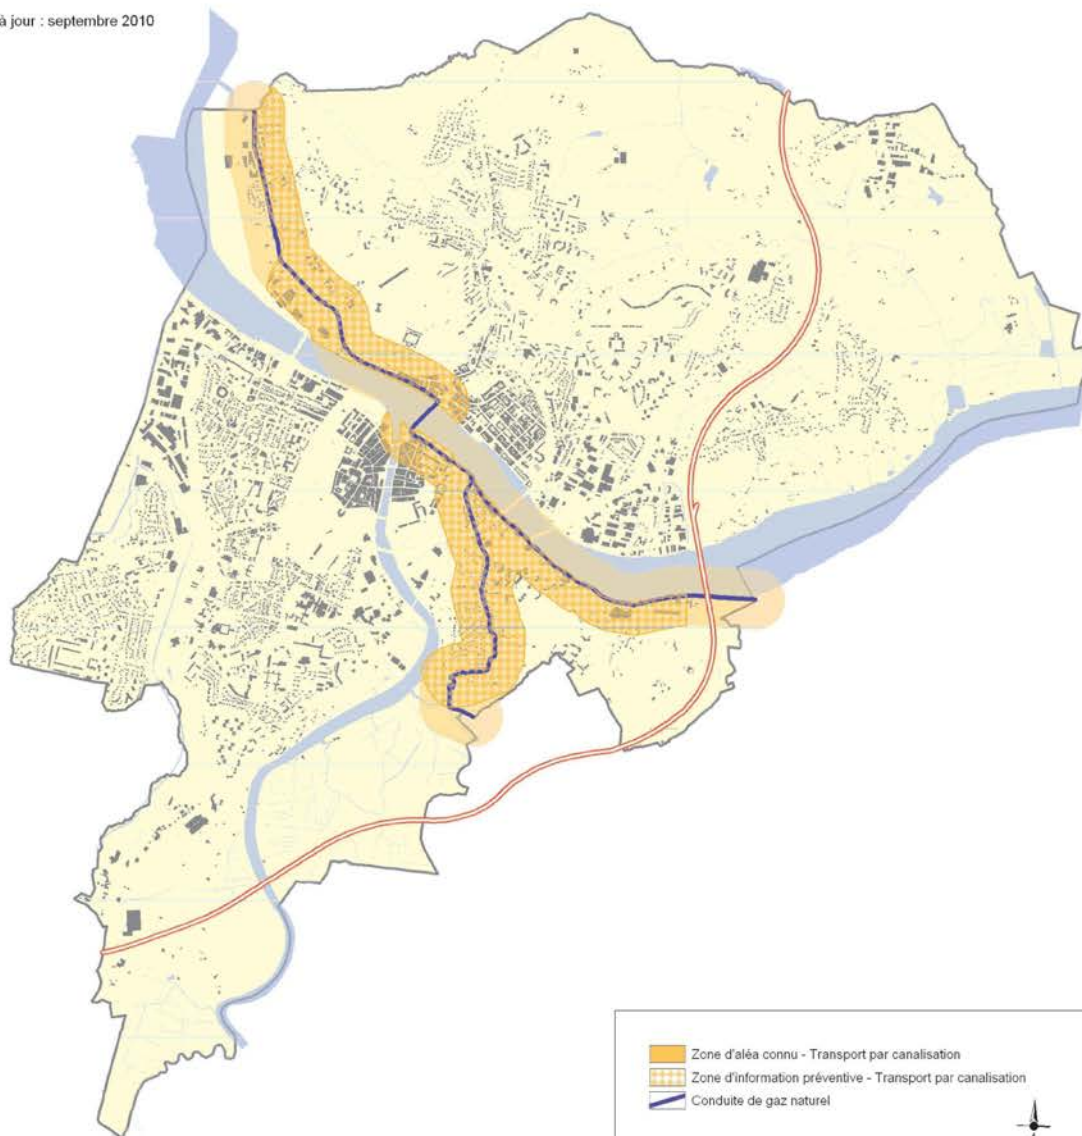 à jour : septembre 2010
Zone d'aléa connu - Transport par canalisation
Zone d'information préventive - Transport par canalisation
Conduite de gaz naturel